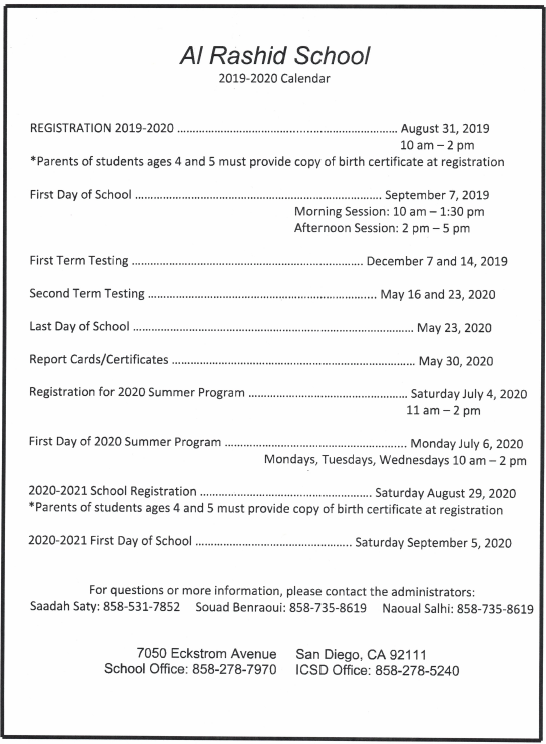 Al Rashid School
2019-2020 Calendar
REGISTRATION 2019-2020 ........................................................................ August 31, 2019
10 am – 2 pm
*Parents of students ages 4 and 5 must provide copy of birth certificate at registration
First Day of School ................................................................................ September 7, 2019
Morning Session: 10 am – 1:30 pm
Afternoon Session: 2 pm – 5 pm
First Term Testing ........................................................................... December 7 and 14, 2019
Second Term Testing ........................................................................... May 16 and 23, 2020
Last Day of School ......................................................................................... May 23, 2020
Report Cards/Certificates ............................................................................... May 30, 2020
Registration for 2020 Summer Program .................................................... Saturday July 4, 2020
11 am – 2 pm
First Day of 2020 Summer Program ........................................................... Monday July 6, 2020
Mondays, Tuesdays, Wednesdays 10 am – 2 pm
2020-2021 School Registration ........................................................ Saturday August 29, 2020
*Parents of students ages 4 and 5 must provide copy of birth certificate at registration
2020-2021 First Day of School ................................................... Saturday September 5, 2020
For questions or more information, please contact the administrators:
Saadah Saty: 858-531-7852 Souad Benraoui: 858-735-8619 Naoual Salhi: 858-735-8619
7050 Eckstrom Avenue San Diego, CA 92111
School Office: 858-278-7970 ICSD Office: 858-278-5240